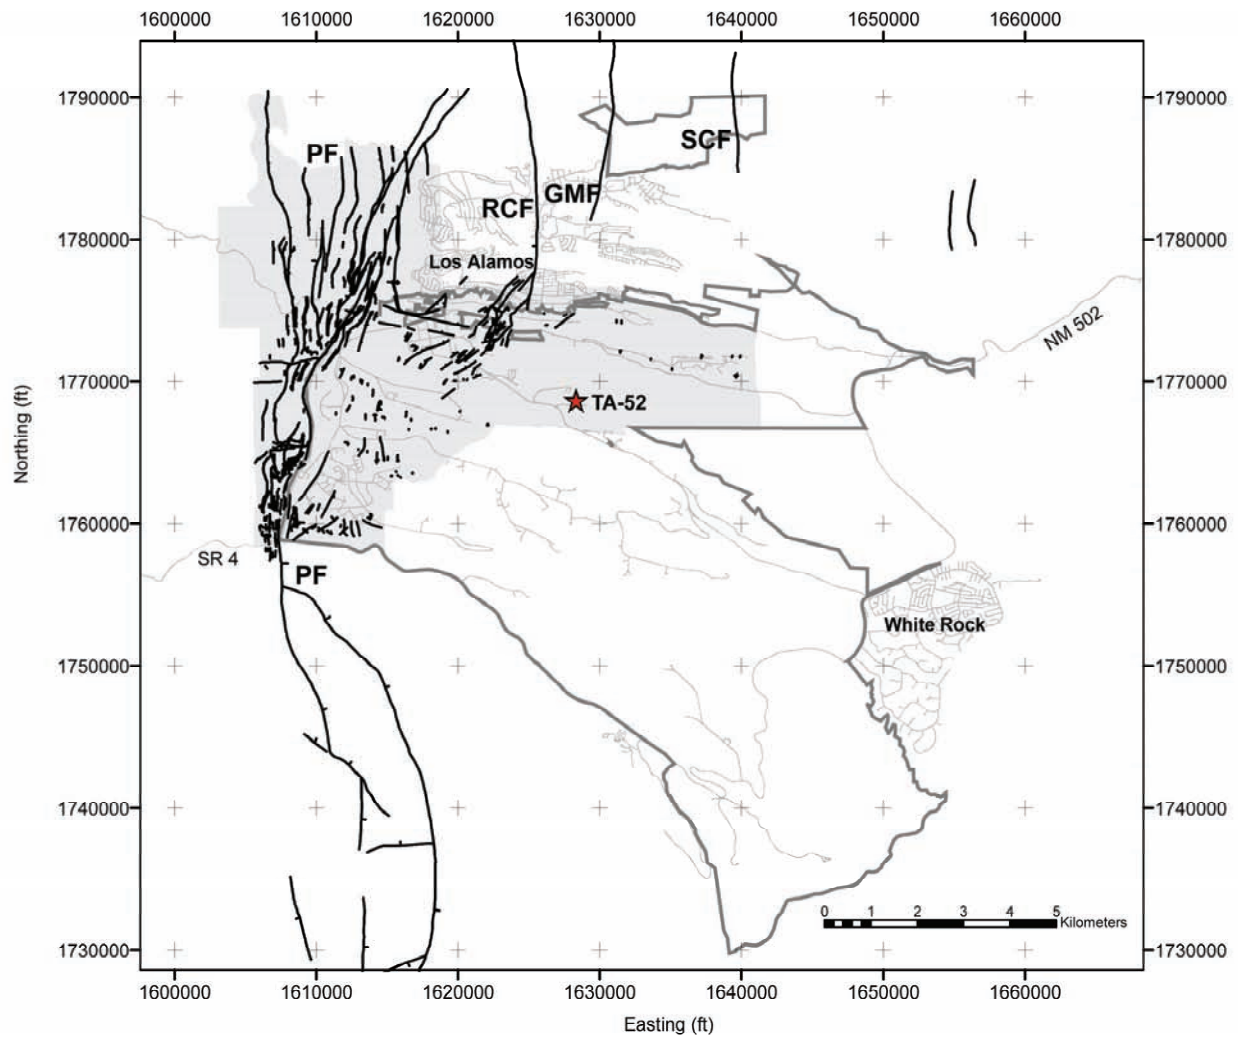 1600000 1610000 1620000 1630000 1640000 1650000 1660000
1790000 1790000
SCF
PF
GMF
RCF
1780000 1780000
Los Alamos
NM 502
1770000 1770000
TA-52
Northing (ft)
1760000 1760000
SR 4
PF
White Rock
1750000 1750000
1740000 1740000
0 1 2 3 4 5
Kilometers
1730000 1730000
1600000 1610000 1620000 1630000 1640000 1650000 1660000
Easting (ft)